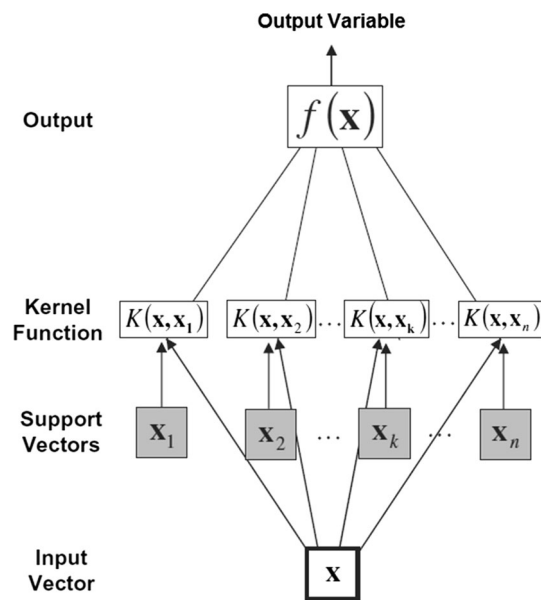 Output Variable
Output
f(x)
Kernel
Function
K(x,x₁) K(x,x₂) ... K(x,xₖ) ... K(x,xₙ)
Support
Vectors
x₁ x₂ ... xₖ ... xₙ
Input
Vector
x